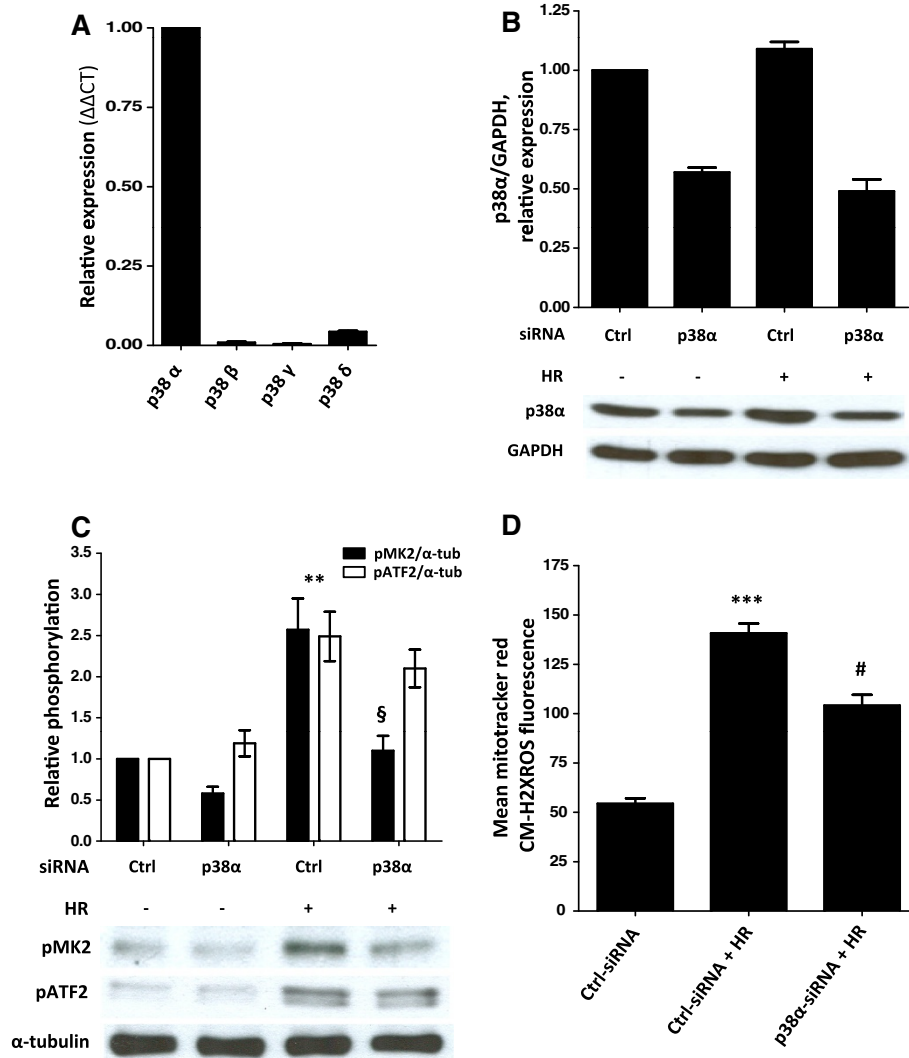 A
Relative expression (ΔΔCT)
1.00
0.75
0.50
0.25
0.00
p38 α
p38 β
p38 γ
p38 δ
B
p38α/GAPDH,
relative expression
1.25
1.00
0.75
0.50
0.25
0.00
siRNA Ctrl p38α Ctrl p38α
HR - - + +
p38α
GAPDH
C
Relative phosphorylation
3.5
3.0
2.5
2.0
1.5
1.0
0.5
0.0
pMK2/α-tub
pATF2/α-tub
**
§
siRNA Ctrl p38α Ctrl p38α
HR - - + +
pMK2
pATF2
α-tubulin
D
Mean mitotracker red
CM-H2XROS fluorescence
175
150
125
100
75
50
25
0
***
#
Ctrl-siRNA
Ctrl-siRNA + HR
p38α-siRNA + HR